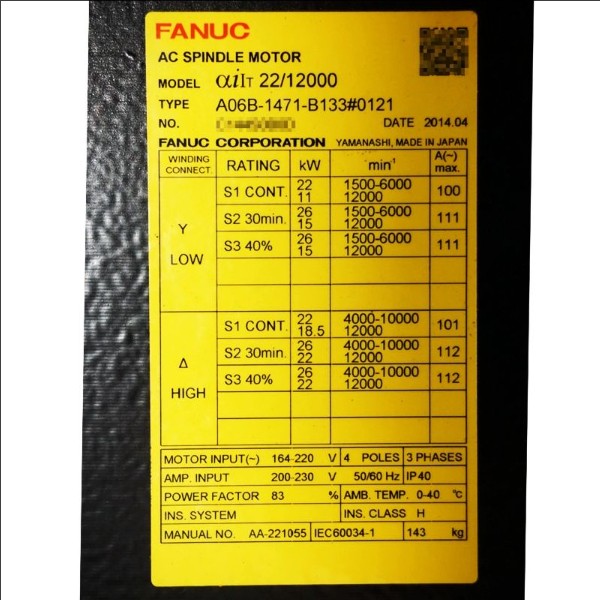 FANUC
AC SPINDLE MOTOR
MODEL αiIT 22/12000
TYPE A06B-1471-B133#0121
NO. DATE 2014.04
FANUC CORPORATION YAMANASHI, MADE IN JAPAN
WINDING CONNECT. RATING kW min-1 A(~) max.
Y LOW
S1 CONT. 22 1500-6000 100
11 12000
S2 30min. 26 1500-6000 111
15 12000
S3 40% 26 1500-6000 111
15 12000
Δ HIGH
S1 CONT. 22 4000-10000 101
18.5 12000
S2 30min. 26 4000-10000 112
22 12000
S3 40% 26 4000-10000 112
22 12000
MOTOR INPUT(~) 164-220 V 4 POLES 3 PHASES
AMP. INPUT 200-230 V 50/60 Hz IP40
POWER FACTOR 83 % AMB. TEMP. 0-40 °C
INS. SYSTEM INS. CLASS H
MANUAL NO. AA-221055 IEC60034-1 143 kg